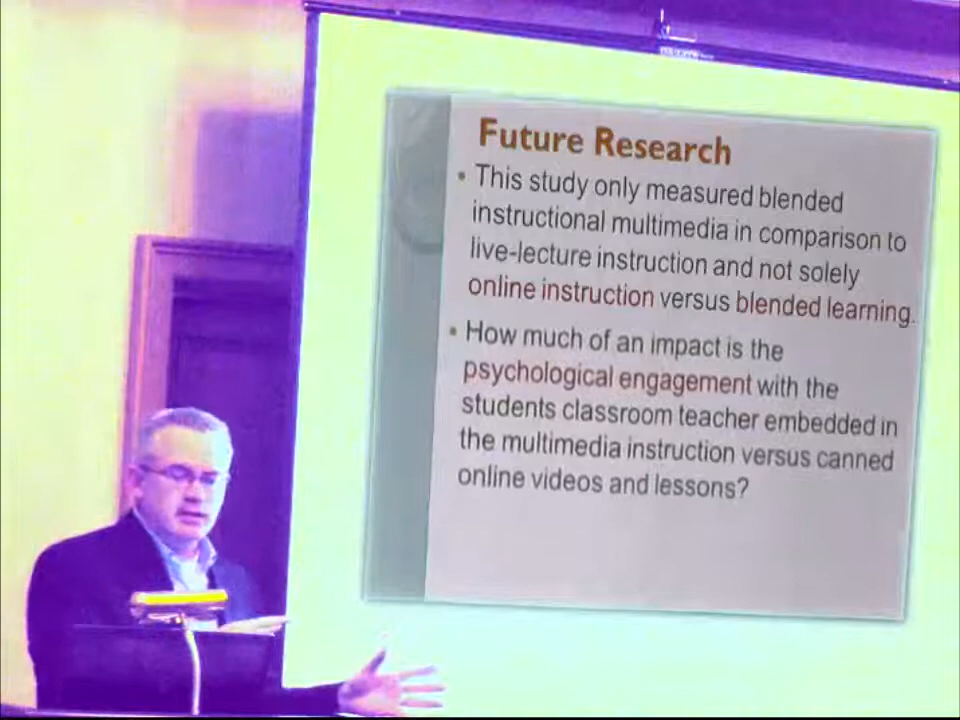 Future Research
• This study only measured blended
instructional multimedia in comparison to
live-lecture instruction and not solely
online instruction versus blended learning.
• How much of an impact is the
psychological engagement with the
students classroom teacher embedded in
the multimedia instruction versus canned
online videos and lessons?